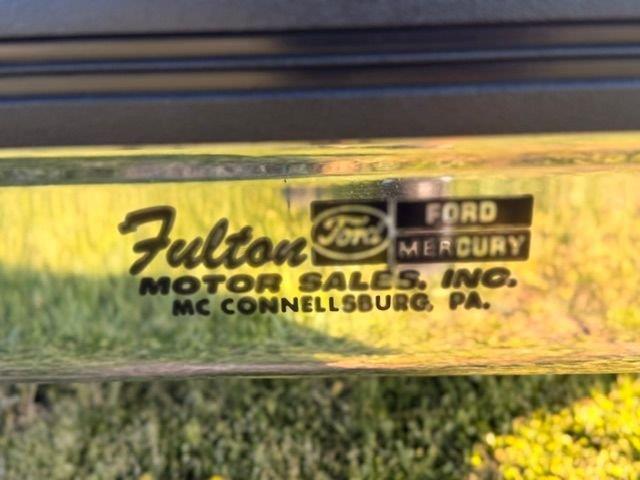 Fulton Ford FORD
MERCURY
MOTOR SALES, INC.
MC CONNELLSBURG, PA.